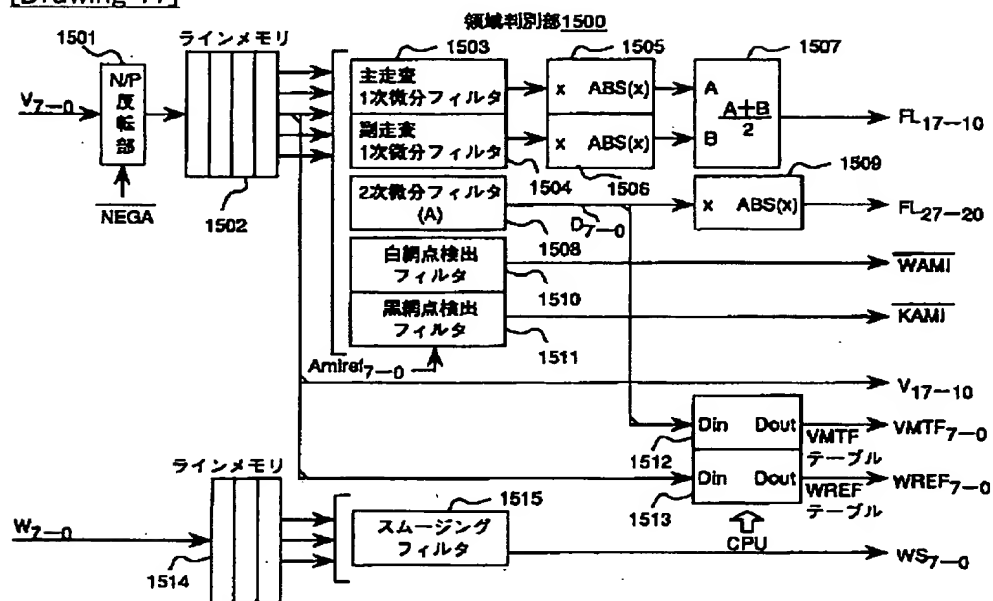 [Drawing 11]
領域判別部1500
1501
ラインメモリ
1503
1505
1507
N/P反転部
V7-0
主走査
1次微分フィルタ
x ABS(x)
A
A+B
2
B
FL17-10
副走査
1次微分フィルタ
x ABS(x)
1504
1506
1509
NEGA
1502
2次微分フィルタ
(A)
D7-0
x ABS(x)
FL27-20
1508
白網点検出
フィルタ
1510
WAMI
黒網点検出
フィルタ
1511
KAMI
Amiref7-0
V17-10
Din Dout
1512
VMTF
テーブル
VMTF7-0
Din Dout
1513
WREF
テーブル
WREF7-0
CPU
ラインメモリ
1515
W7-0
スムージング
フィルタ
WS7-0
1514